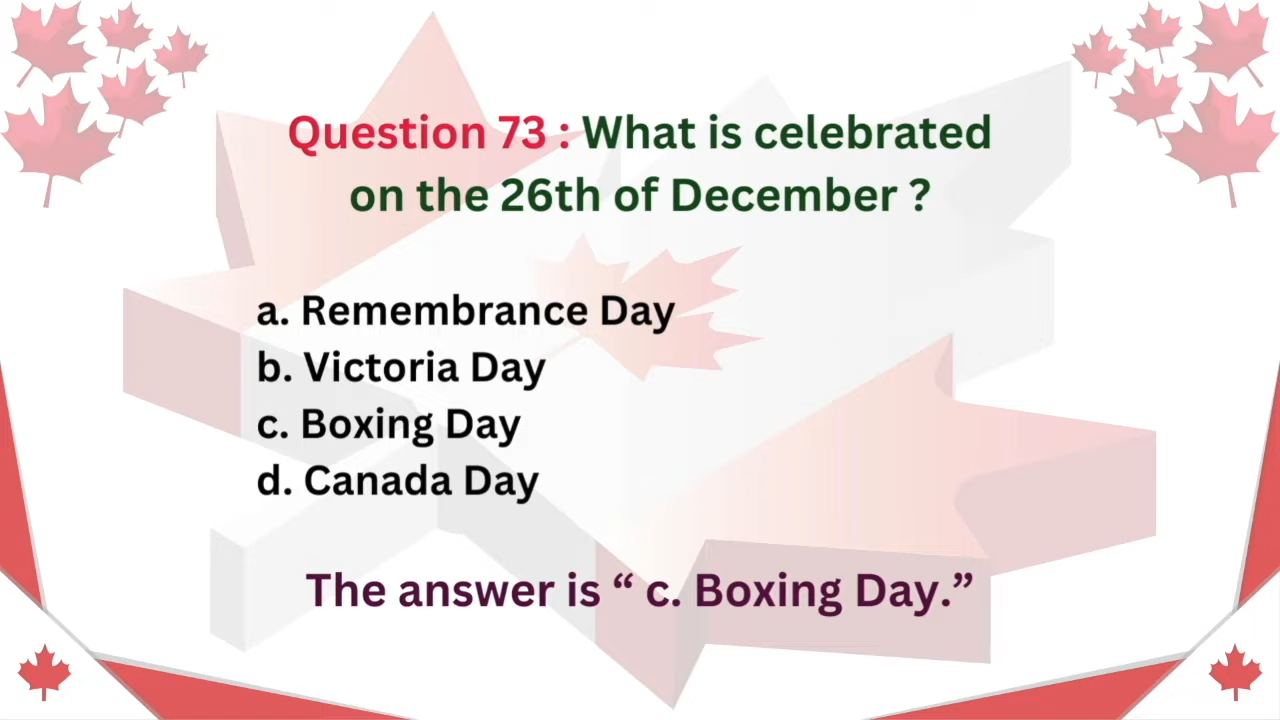 Question 73 : What is celebrated
on the 26th of December ?
a. Remembrance Day
b. Victoria Day
c. Boxing Day
d. Canada Day
The answer is “ c. Boxing Day.”